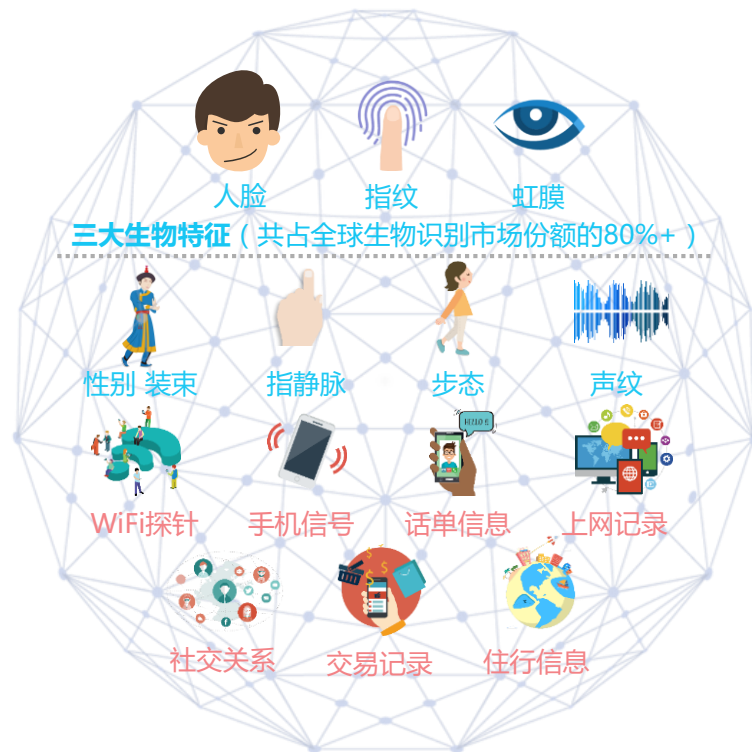 人脸 指纹 虹膜
三大生物特征（共占全球生物识别市场份额的80%+）
性别 装束 指静脉 步态 声纹
WiFi探针 手机信号 话单信息 上网记录
社交关系 交易记录 住行信息